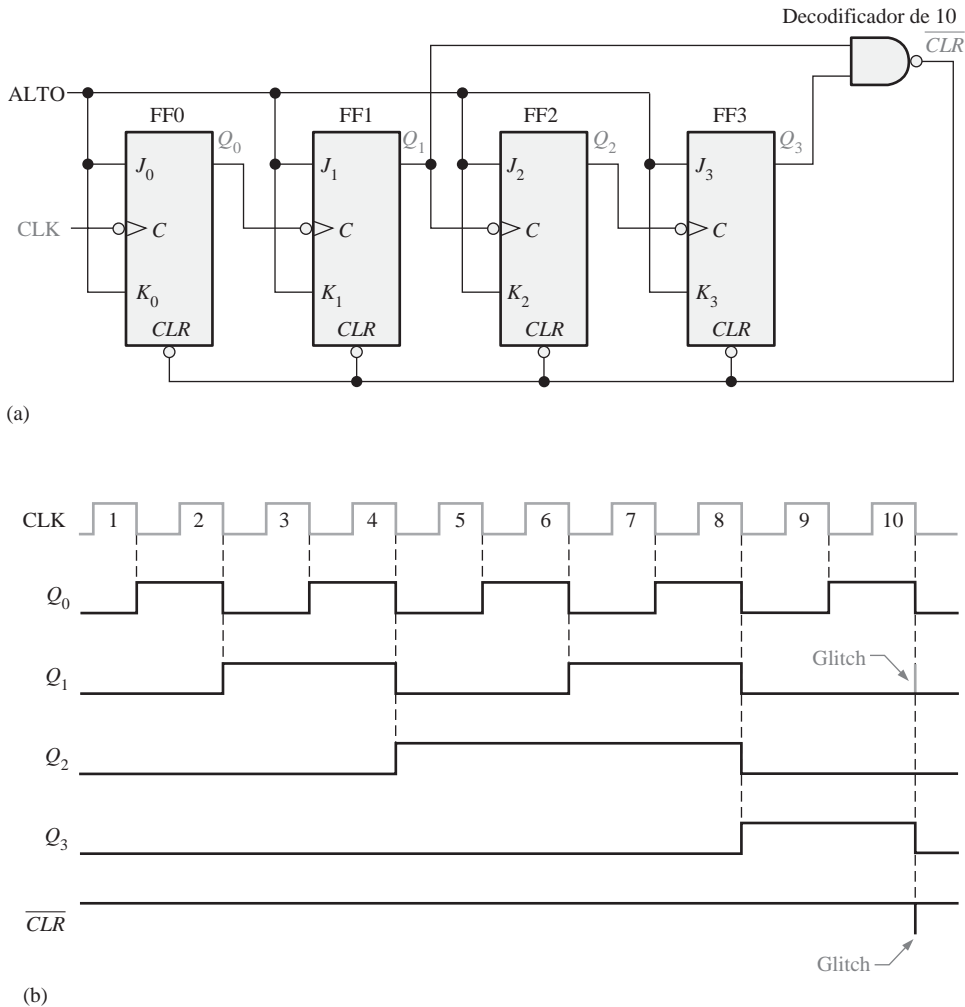 Decodificador de 10
CLR
ALTO
FF0 FF1 FF2 FF3
Q0 Q1 Q2 Q3
J0 J1 J2 J3
CLK C C C C
K0 K1 K2 K3
CLR CLR CLR CLR
(a)
CLK 1 2 3 4 5 6 7 8 9 10
Q0
Glitch
Q1
Q2
Q3
CLR
Glitch
(b)